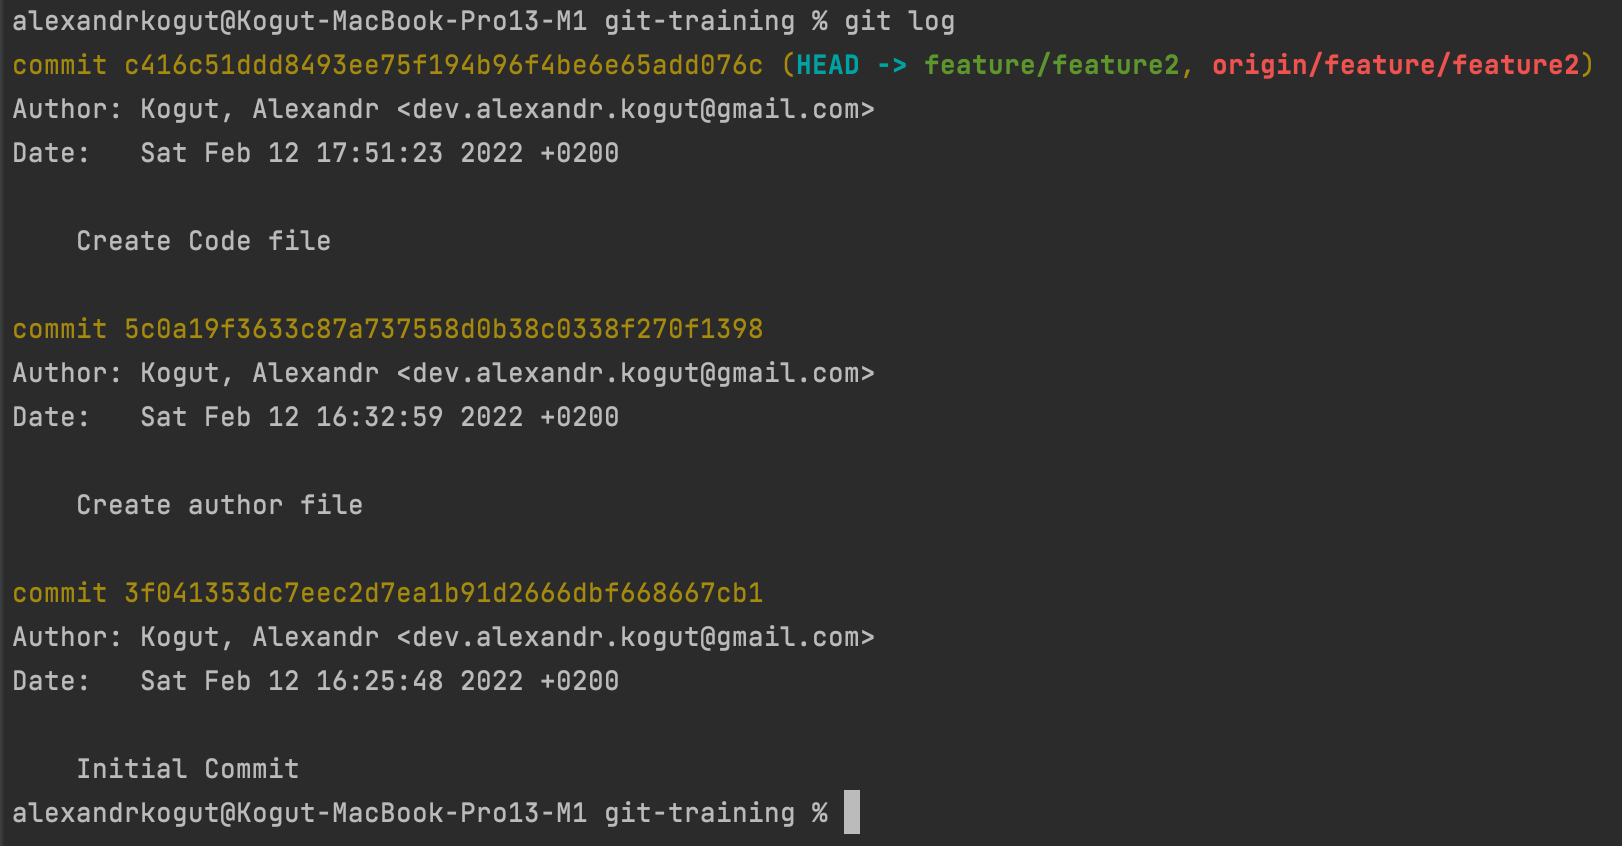 alexandrkogut@Kogut-MacBook-Pro13-M1 git-training % git log
commit c416c51ddd8493ee75f194b96f4be6e65add076c (HEAD -> feature/feature2, origin/feature/feature2)
Author: Kogut, Alexandr <dev.alexandr.kogut@gmail.com>
Date:   Sat Feb 12 17:51:23 2022 +0200
    Create Code file
commit 5c0a19f3633c87a737558d0b38c0338f270f1398
Author: Kogut, Alexandr <dev.alexandr.kogut@gmail.com>
Date:   Sat Feb 12 16:32:59 2022 +0200
    Create author file
commit 3f041353dc7eec2d7ea1b91d2666dbf668667cb1
Author: Kogut, Alexandr <dev.alexandr.kogut@gmail.com>
Date:   Sat Feb 12 16:25:48 2022 +0200
    Initial Commit
alexandrkogut@Kogut-MacBook-Pro13-M1 git-training %